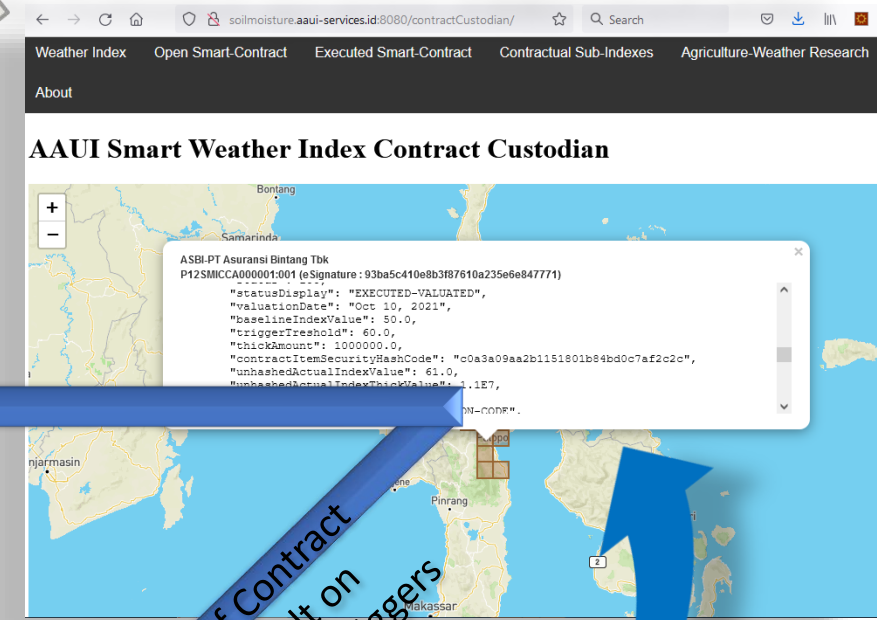 soilmoisture.aaui-services.id:8080/contractCustodian/
Search
Weather Index Open Smart-Contract Executed Smart-Contract Contractual Sub-Indexes Agriculture-Weather Research
About
AAUI Smart Weather Index Contract Custodian
+
−
Bontang
Samarinda
×
ASBI-PT Asuransi Bintang Tbk
P12SMICCA000001:001 (eSignature : 93ba5c410e8b3f87610a235e6e847771)
"statusDisplay": "EXECUTED-VALUATED",
"valuationDate": "Oct 10, 2021",
"baselineIndexValue": 50.0,
"triggerTreshold": 60.0,
"thickAmount": 1000000.0,
"contractItemSecurityHashCode": "c0a3a09aa2b1151801b84bd0c7af2c2c",
"unhashedActualIndexValue": 61.0,
"unhashedActualIndexThickValue": 1.1E7,
ON-CODE",
njarmasin
Pinrang
Contract
on
2
Makassar